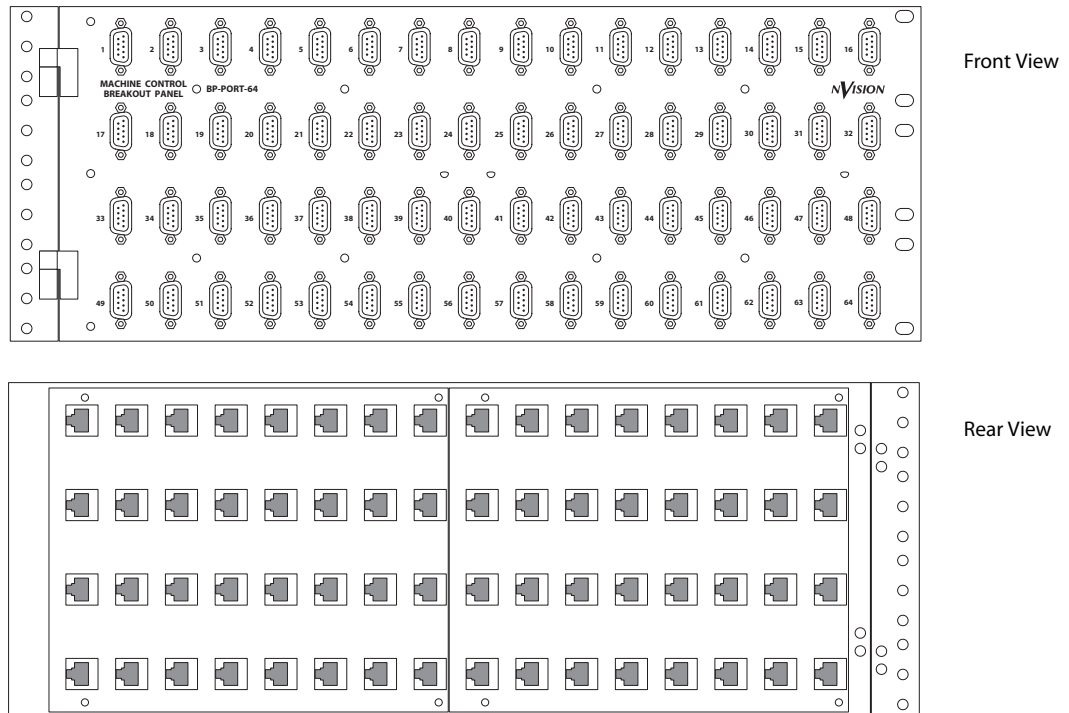 1 2 3 4 5 6 7 8 9 10 11 12 13 14 15 16
Front View
MACHINE CONTROL
BREAKOUT PANEL
BP-PORT-64
NVISION
17 18 19 20 21 22 23 24 25 26 27 28 29 30 31 32
33 34 35 36 37 38 39 40 41 42 43 44 45 46 47 48
49 50 51 52 53 54 55 56 57 58 59 60 61 62 63 64
Rear View